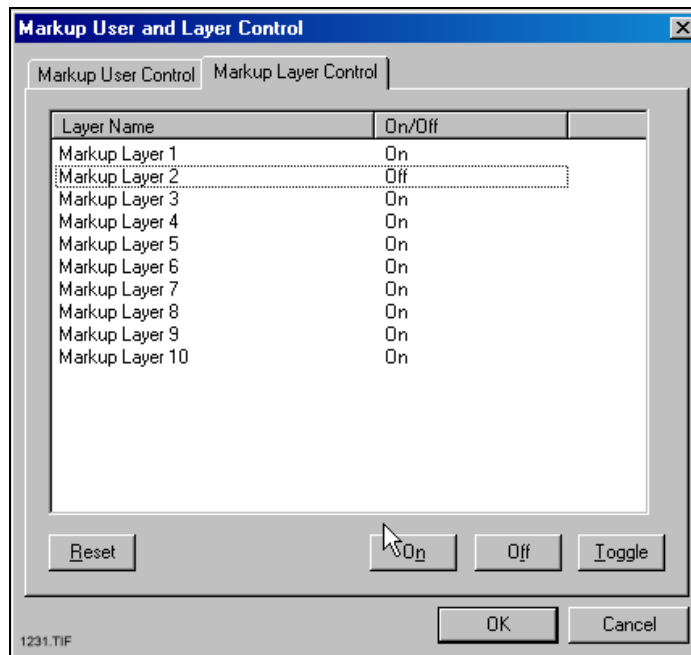 Markup User and Layer Control
Markup User Control Markup Layer Control
Layer Name On/Off
Markup Layer 1 On
Markup Layer 2 Off
Markup Layer 3 On
Markup Layer 4 On
Markup Layer 5 On
Markup Layer 6 On
Markup Layer 7 On
Markup Layer 8 On
Markup Layer 9 On
Markup Layer 10 On
Reset On Off Toggle
OK Cancel
1231.TIF